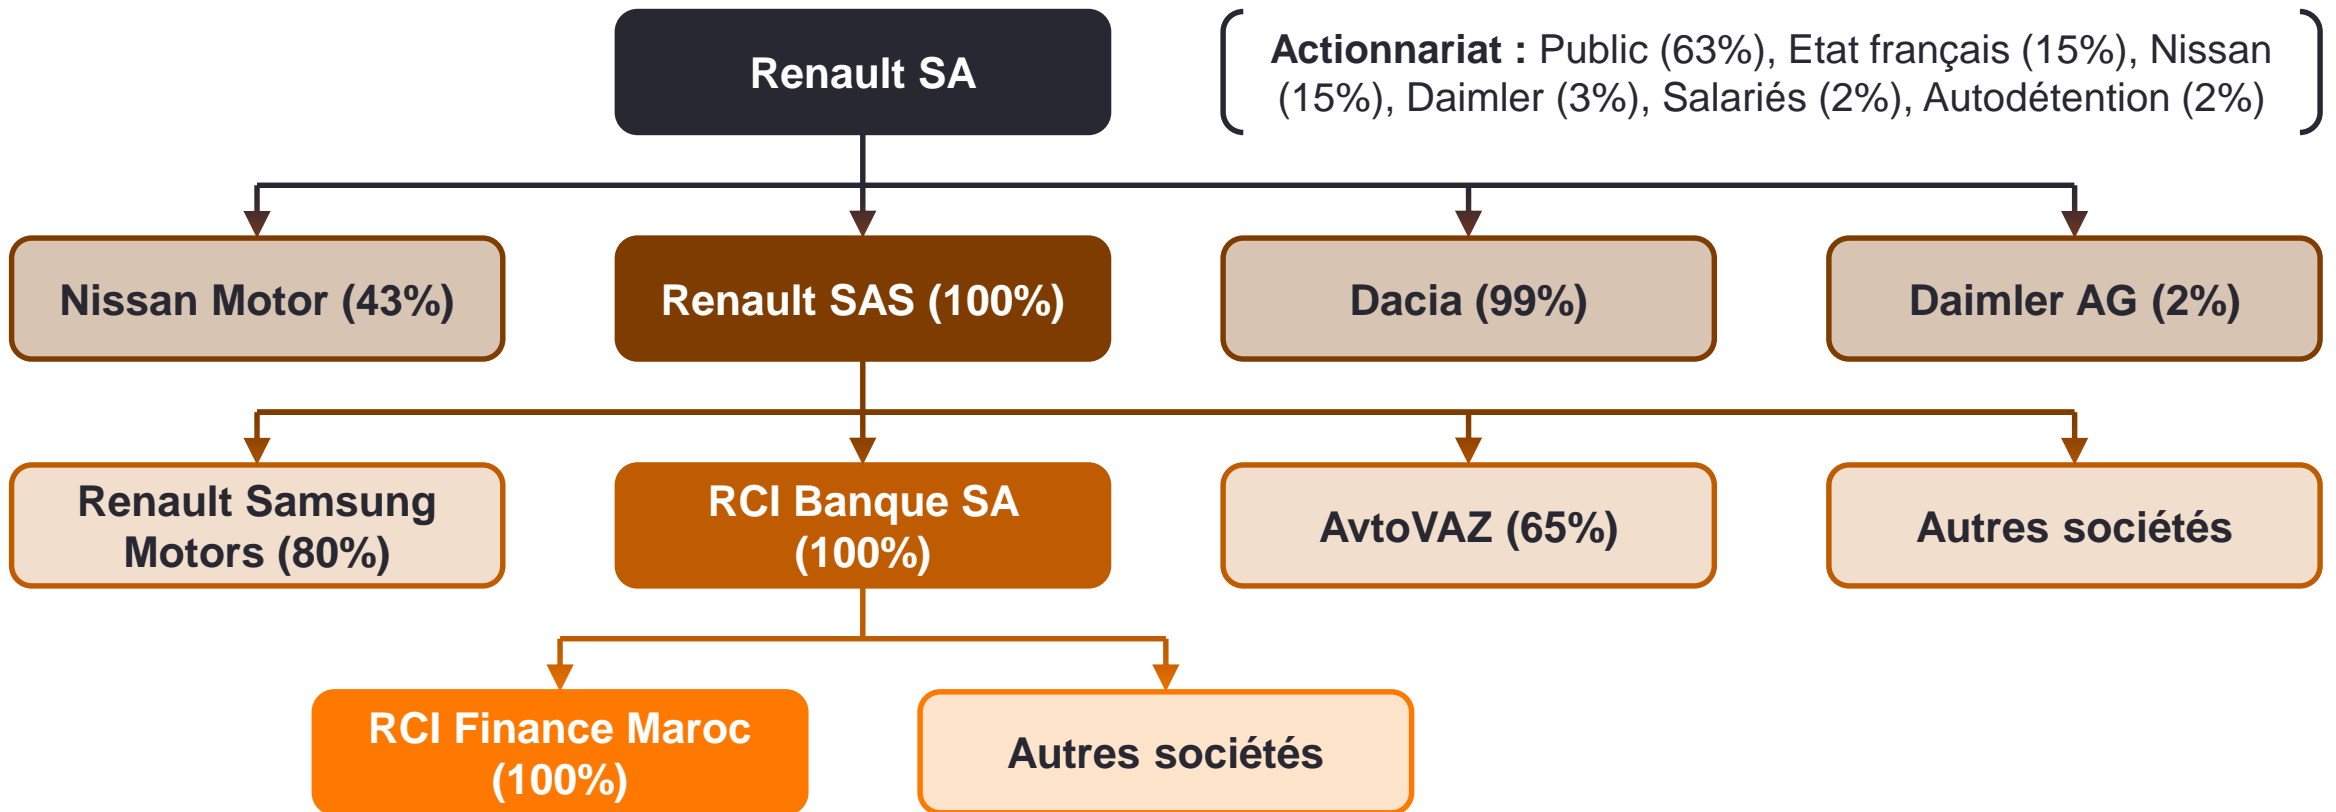 Renault SA
Actionnariat : Public (63%), Etat français (15%), Nissan
(15%), Daimler (3%), Salariés (2%), Autodétention (2%)
Nissan Motor (43%)
Renault SAS (100%)
Dacia (99%)
Daimler AG (2%)
Renault Samsung
Motors (80%)
RCI Banque SA
(100%)
AvtoVAZ (65%)
Autres sociétés
RCI Finance Maroc
(100%)
Autres sociétés